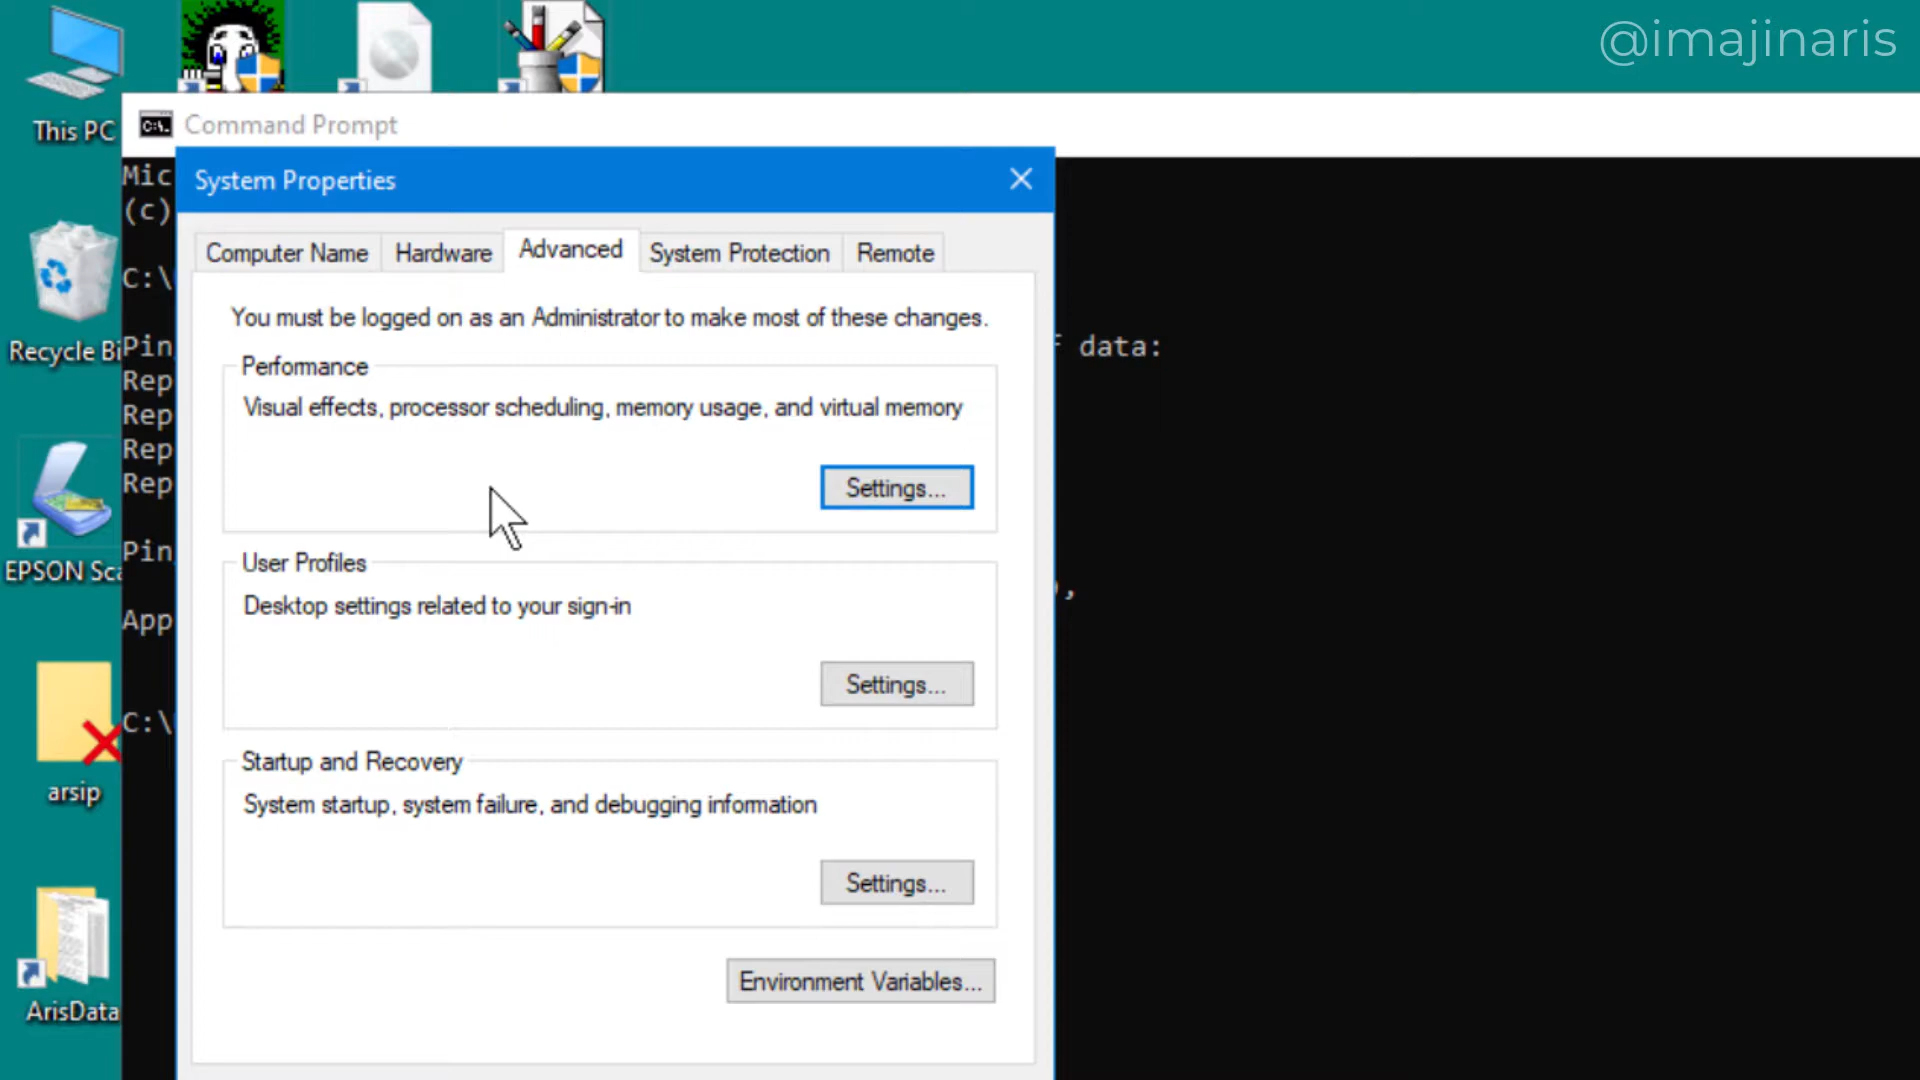 @imajinaris
This PC
Command Prompt
Mic
(c)
System Properties
Computer Name
Hardware
Advanced
System Protection
Remote
C:\
You must be logged on as an Administrator to make most of these changes.
Recycle Bi
Pin
data:
Rep
Rep
Rep
Rep
Performance
Visual effects, processor scheduling, memory usage, and virtual memory
Settings...
EPSON Sca
Pin
User Profiles
Desktop settings related to your sign-in
,
App
Settings...
arsip
C:\
Startup and Recovery
System startup, system failure, and debugging information
Settings...
ArisData
Environment Variables...